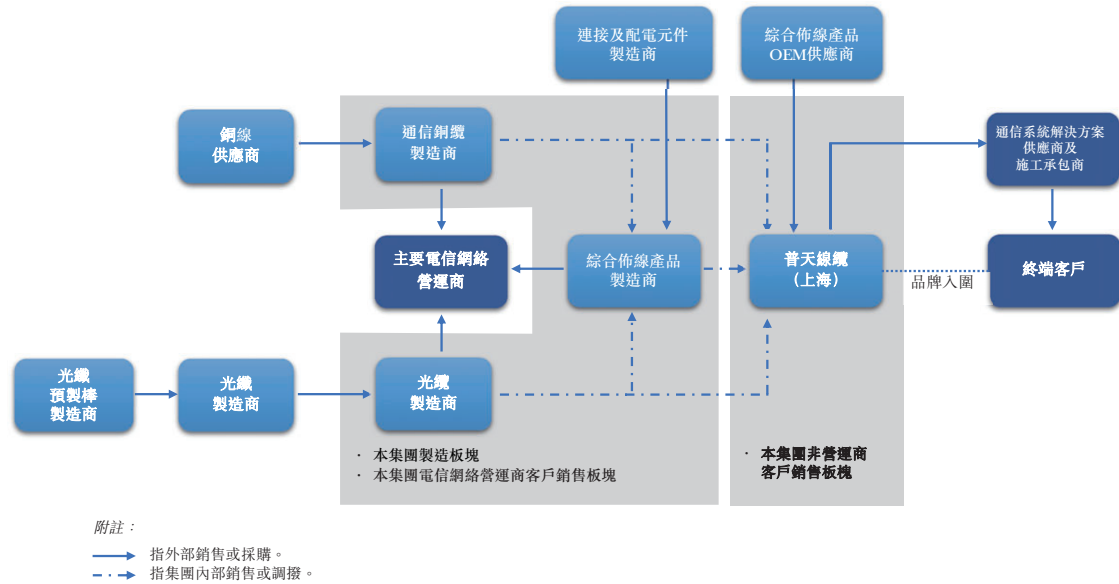 連接及配電元件
製造商
綜合佈線產品
OEM供應商
銅線
供應商
通信銅纜
製造商
通信系統解決方案
供應商及
施工承包商
主要電信網絡
營運商
綜合佈線產品
製造商
普天線纜
(上海)
品牌入圍
終端客戶
光纖
預製棒
製造商
光纖
製造商
光纜
製造商
· 本集團製造板塊
· 本集團電信網絡營運商客戶銷售板塊
· 本集團非營運商
客戶銷售板塊
附註：
指外部銷售或採購。
指集團內部銷售或調撥。